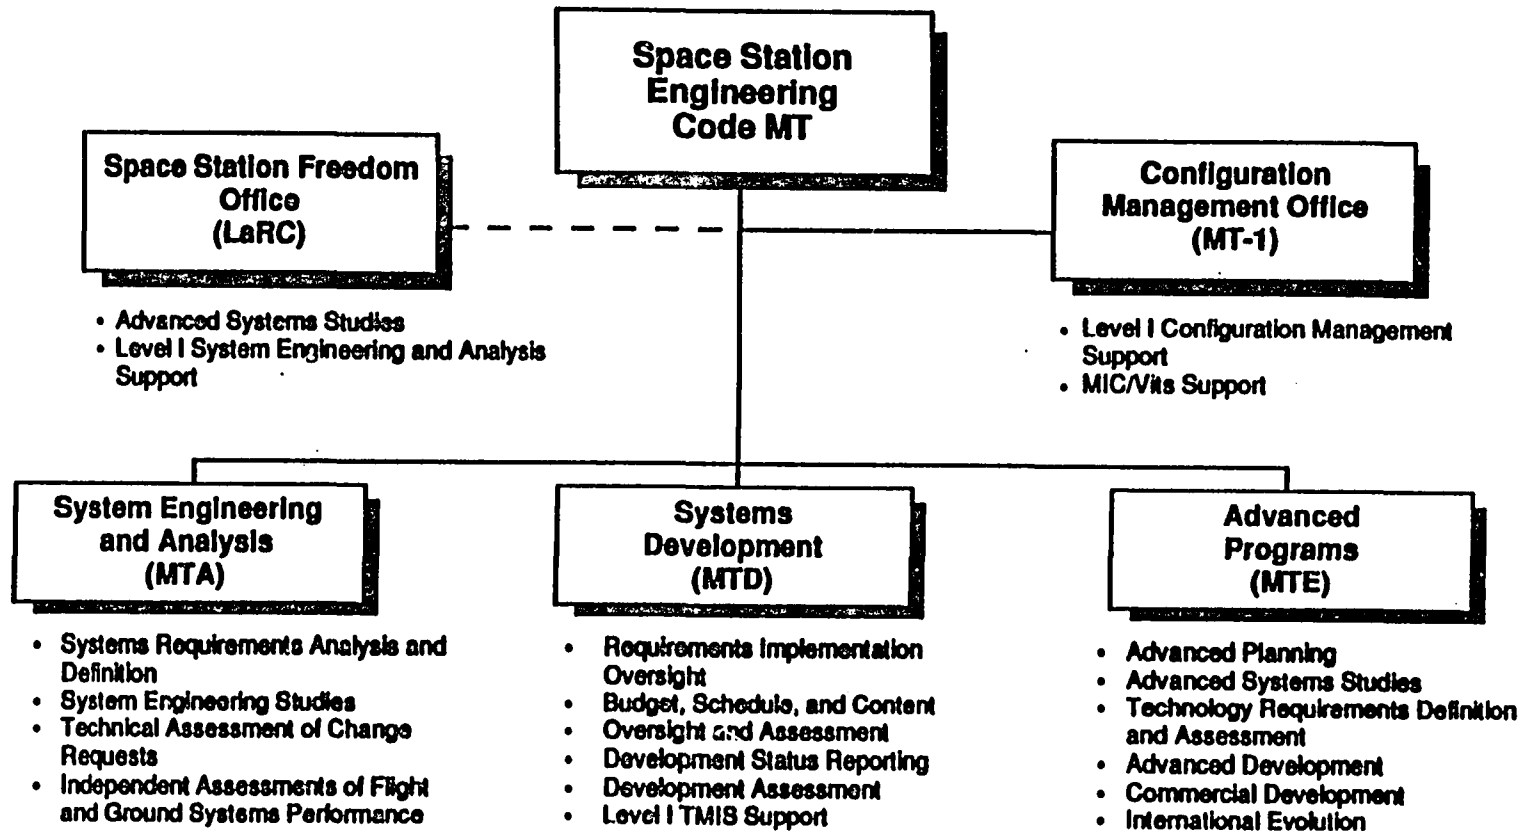 Space Station
Engineering
Code MT
Space Station Freedom
Office
(LaRC)
• Advanced Systems Studies
• Level I System Engineering and Analysis
Support
Configuration
Management Office
(MT-1)
• Level I Configuration Management
Support
• MIC/Vits Support
System Engineering
and Analysis
(MTA)
• Systems Requirements Analysis and
Definition
• System Engineering Studies
• Technical Assessment of Change
Requests
• Independent Assessments of Flight
and Ground Systems Performance
Systems
Development
(MTD)
• Requirements Implementation
Oversight
• Budget, Schedule, and Content
• Oversight and Assessment
• Development Status Reporting
• Development Assessment
• Level I TMIS Support
Advanced
Programs
(MTE)
• Advanced Planning
• Advanced Systems Studies
• Technology Requirements Definition
and Assessment
• Advanced Development
• Commercial Development
• International Evolution